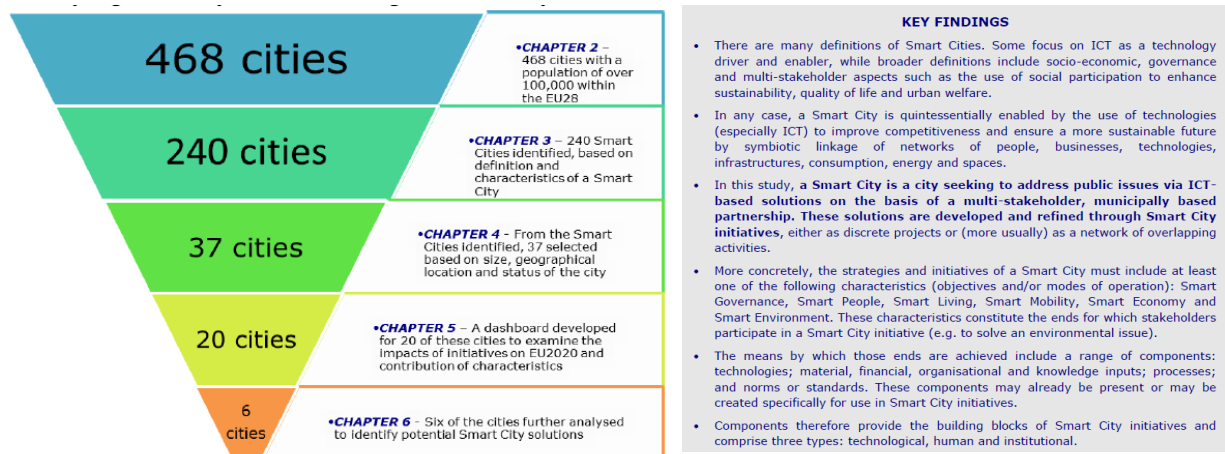 468 cities
•CHAPTER 2 –
468 cities with a
population of over
100,000 within
the EU28
240 cities
•CHAPTER 3 – 240 Smart
Cities identified, based on
definition and
characteristics of a Smart
City
37 cities
•CHAPTER 4 - From the Smart
Cities identified, 37 selected
based on size, geographical
location and status of the city
20 cities
•CHAPTER 5 – A dashboard developed
for 20 of these cities to examine the
impacts of initiatives on EU2020 and
contribution of characteristics
6
cities
•CHAPTER 6 - Six of the cities further analysed
to identify potential Smart City solutions
KEY FINDINGS
• There are many definitions of Smart Cities. Some focus on ICT as a technology
driver and enabler, while broader definitions include socio-economic, governance
and multi-stakeholder aspects such as the use of social participation to enhance
sustainability, quality of life and urban welfare.
• In any case, a Smart City is quintessentially enabled by the use of technologies
(especially ICT) to improve competitiveness and ensure a more sustainable future
by symbiotic linkage of networks of people, businesses, technologies,
infrastructures, consumption, energy and spaces.
• In this study, a Smart City is a city seeking to address public issues via ICT-
based solutions on the basis of a multi-stakeholder, municipally based
partnership. These solutions are developed and refined through Smart City
initiatives, either as discrete projects or (more usually) as a network of overlapping
activities.
• More concretely, the strategies and initiatives of a Smart City must include at least
one of the following characteristics (objectives and/or modes of operation): Smart
Governance, Smart People, Smart Living, Smart Mobility, Smart Economy and
Smart Environment. These characteristics constitute the ends for which stakeholders
participate in a Smart City initiative (e.g. to solve an environmental issue).
• The means by which those ends are achieved include a range of components:
technologies; material, financial, organisational and knowledge inputs; processes;
and norms or standards. These components may already be present or may be
created specifically for use in Smart City initiatives.
• Components therefore provide the building blocks of Smart City initiatives and
comprise three types: technological, human and institutional.